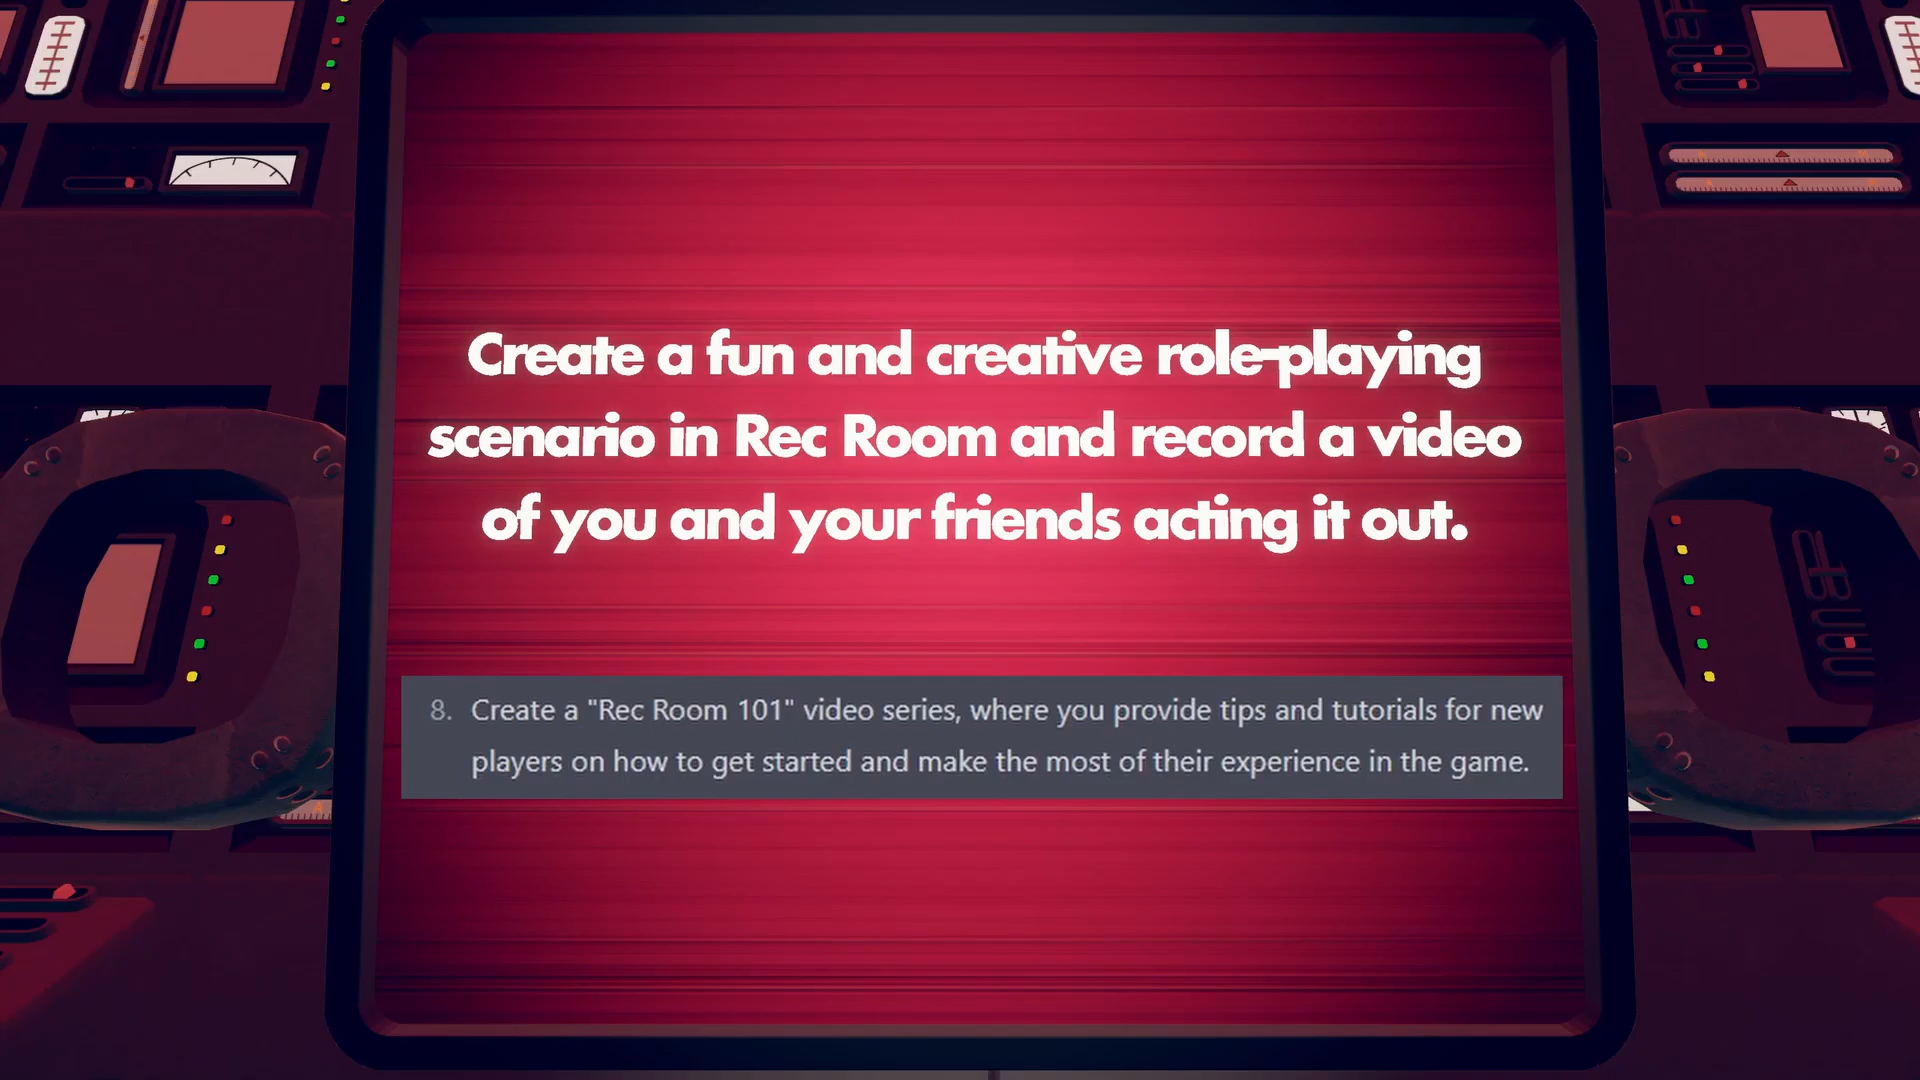 Create a fun and creative role-playing
scenario in Rec Room and record a video
of you and your friends acting it out.
8. Create a "Rec Room 101" video series, where you provide tips and tutorials for new
players on how to get started and make the most of their experience in the game.